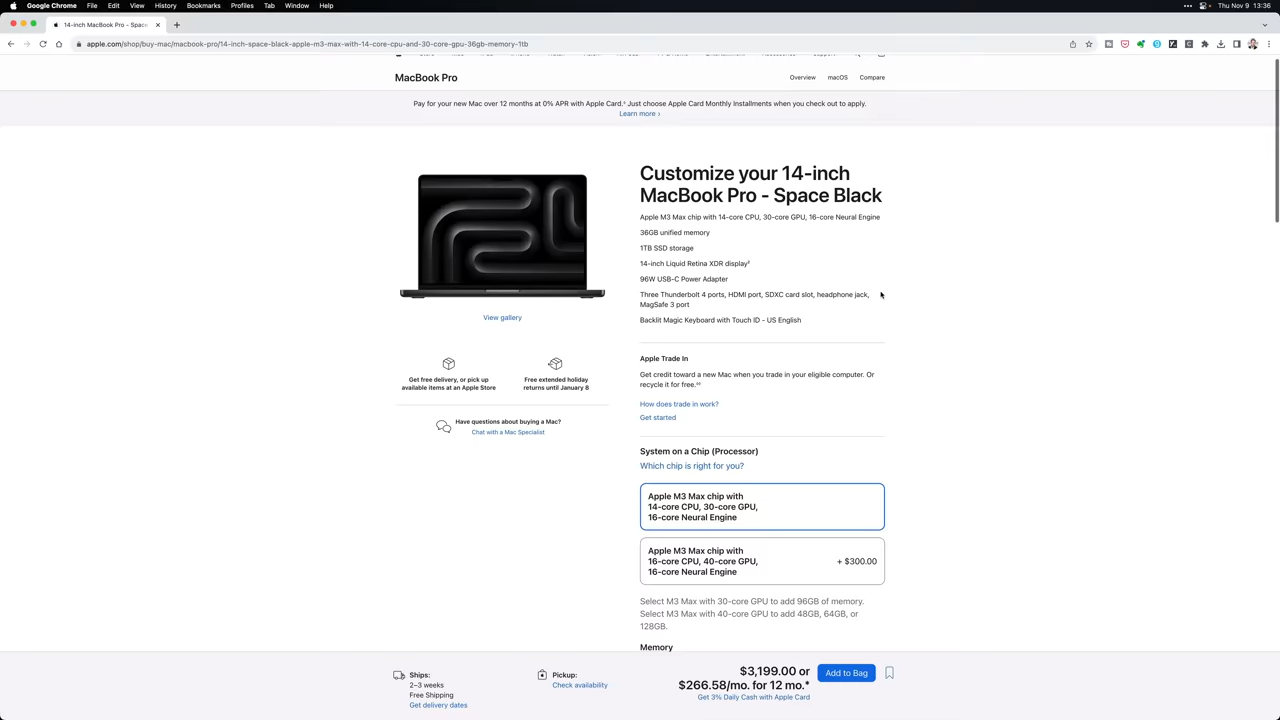 Google Chrome File Edit View History Bookmarks Profiles Tab Window Help
Thu Nov 9 13:36
14-inch MacBook Pro - Space
apple.com/shop/buy-mac/macbook-pro/14-inch-space-black-apple-m3-max-with-14-core-cpu-and-30-core-gpu-36gb-memory-1tb
MacBook Pro
Overview macOS Compare
Pay for your new Mac over 12 months at 0% APR with Apple Card.◊ Just choose Apple Card Monthly Installments when you check out to apply.
Learn more ›
Customize your 14-inch
MacBook Pro - Space Black
Apple M3 Max chip with 14-core CPU, 30-core GPU, 16-core Neural Engine
36GB unified memory
1TB SSD storage
14-inch Liquid Retina XDR display²
96W USB-C Power Adapter
Three Thunderbolt 4 ports, HDMI port, SDXC card slot, headphone jack,
MagSafe 3 port
Backlit Magic Keyboard with Touch ID - US English
View gallery
Get free delivery, or pick up
available items at an Apple Store
Free extended holiday
returns until January 8
Have questions about buying a Mac?
Chat with a Mac Specialist
Apple Trade In
Get credit toward a new Mac when you trade in your eligible computer. Or
recycle it for free.◊◊
How does trade in work?
Get started
System on a Chip (Processor)
Which chip is right for you?
Apple M3 Max chip with
14-core CPU, 30-core GPU,
16-core Neural Engine
Apple M3 Max chip with
16-core CPU, 40-core GPU,
16-core Neural Engine
+ $300.00
Select M3 Max with 30-core GPU to add 96GB of memory.
Select M3 Max with 40-core GPU to add 48GB, 64GB, or
128GB.
Memory
Ships:
2–3 weeks
Free Shipping
Get delivery dates
Pickup:
Check availability
$3,199.00 or
$266.58/mo. for 12 mo.*
Get 3% Daily Cash with Apple Card
Add to Bag